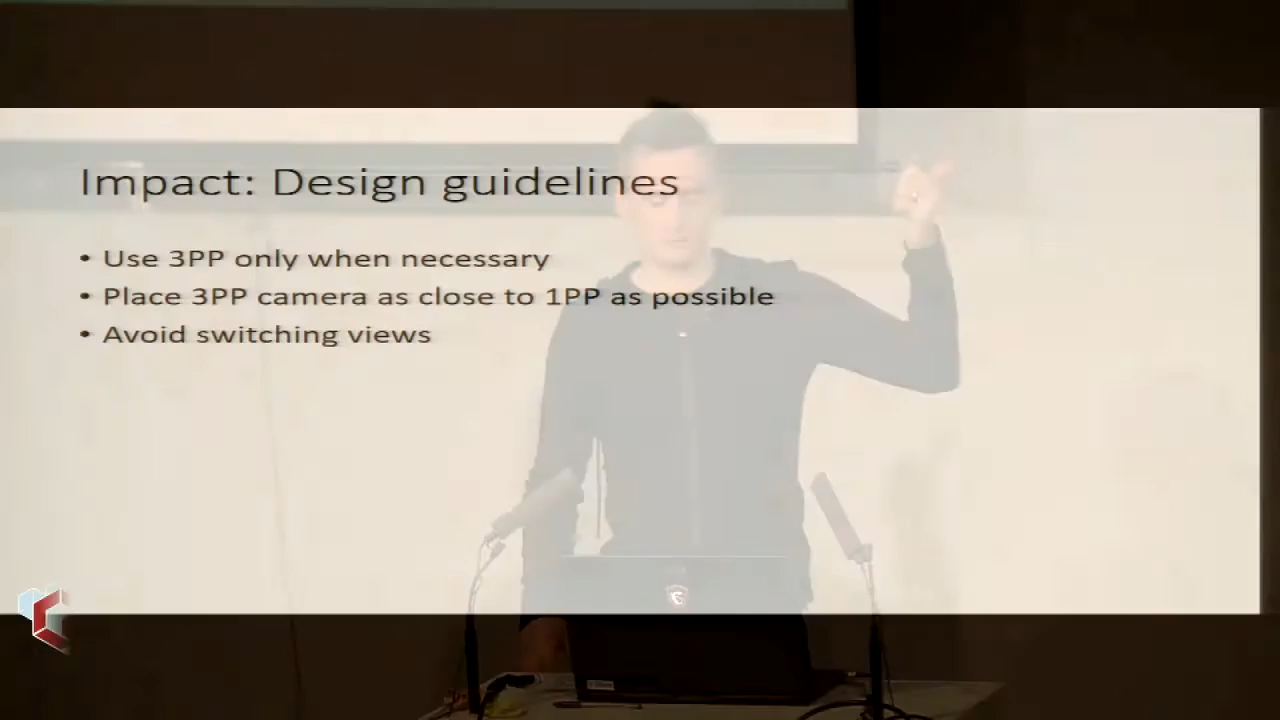 Impact: Design guidelines
• Use 3PP only when necessary
• Place 3PP camera as close to 1PP as possible
• Avoid switching views